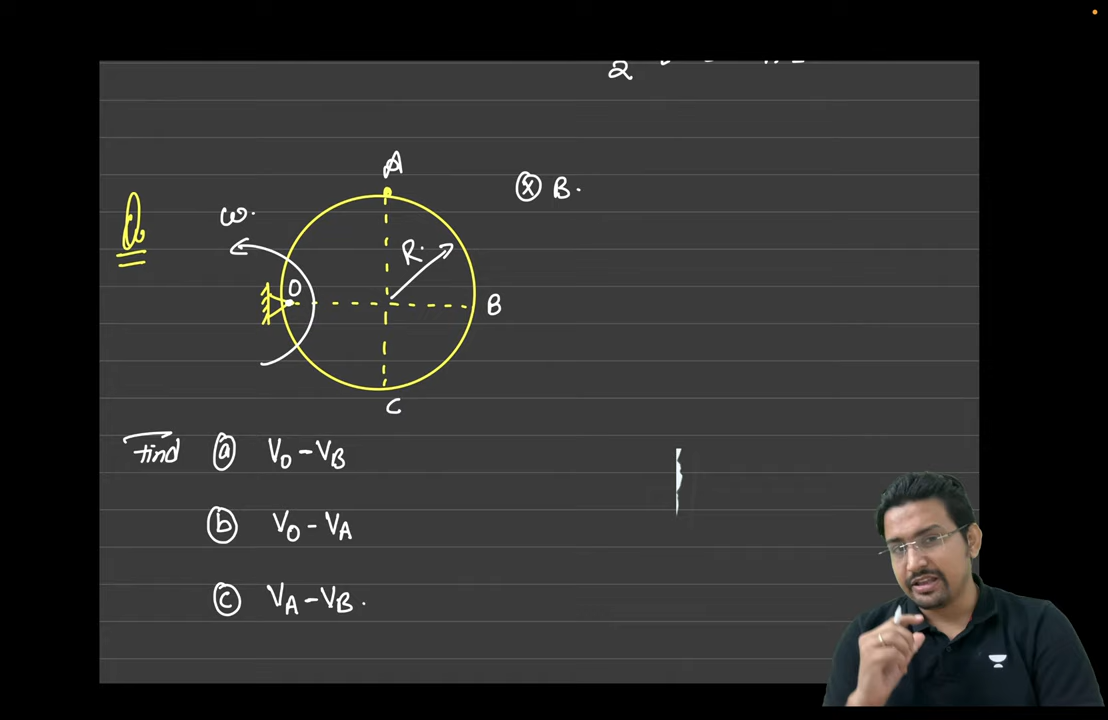 A
⊗ B.
Q
ω.
R.
O
B
C
find ⓐ V₀ - V_B
ⓑ V₀ - V_A
ⓒ V_A - V_B.